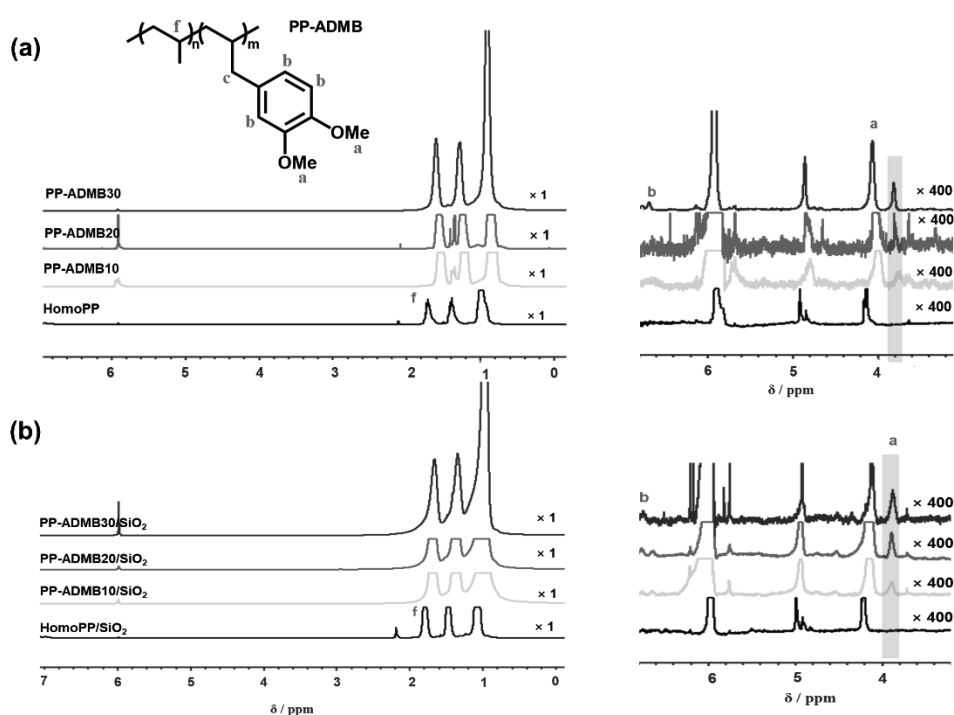 (a)
PP-ADMB
f
n
m
c
b
b
b
OMe
a
OMe
a
PP-ADMB30
× 1
PP-ADMB20
× 1
PP-ADMB10
× 1
HomoPP
f
× 1
6 4 3 2 1 0
b
a
× 400
× 400
× 400
× 400
6 5 4
δ / ppm
(b)
PP-ADMB30/SiO₂
× 1
PP-ADMB20/SiO₂
× 1
PP-ADMB10/SiO₂
× 1
HomoPP/SiO₂
f
× 1
7 6 4 3 2 1 0
δ / ppm
b
a
× 400
× 400
× 400
× 400
6 5 4
δ / ppm